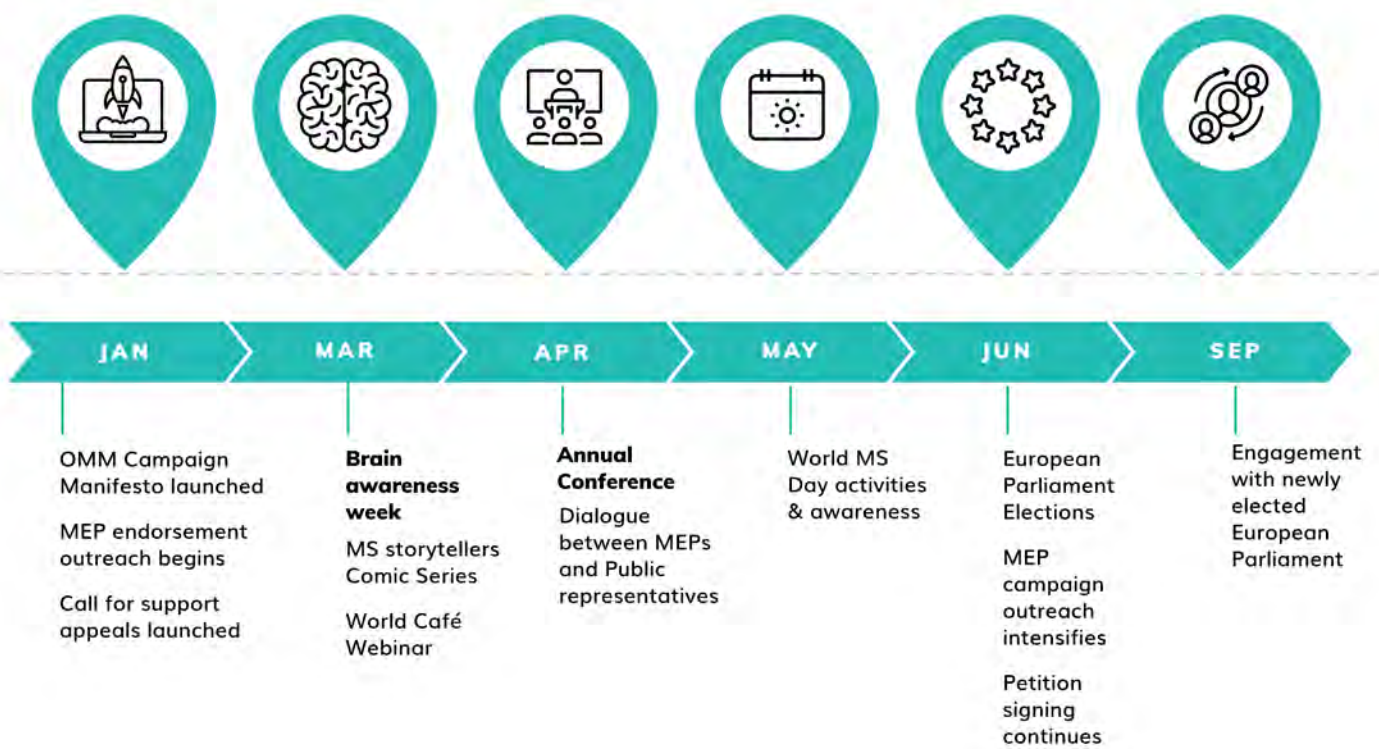 JAN
MAR
APR
MAY
JUN
SEP
OMM Campaign
Manifesto launched
MEP endorsement
outreach begins
Call for support
appeals launched
Brain
awareness
week
MS storytellers
Comic Series
World Café
Webinar
Annual
Conference
Dialogue
between MEPs
and Public
representatives
World MS
Day activities
& awareness
European
Parliament
Elections
MEP
campaign
outreach
intensifies
Petition
signing
continues
Engagement
with newly
elected
European
Parliament